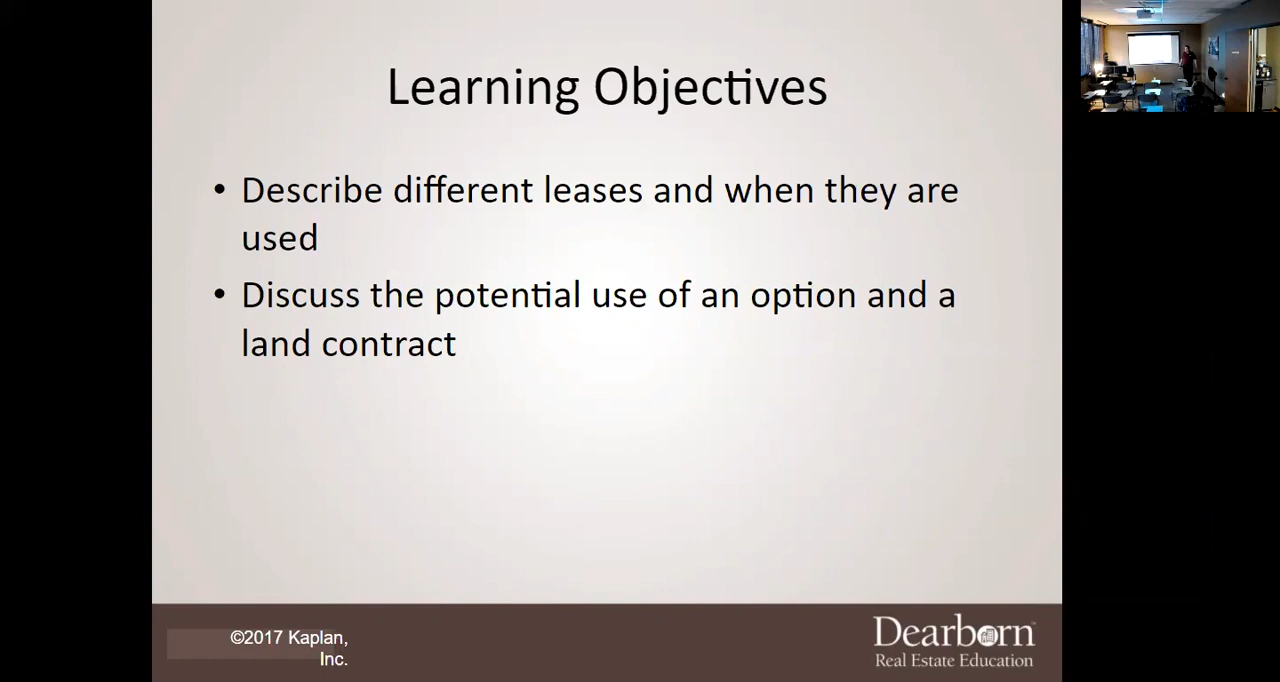 Learning Objectives
• Describe different leases and when they are
used
• Discuss the potential use of an option and a
land contract
©2017 Kaplan,
Inc.
Dearborn™
Real Estate Education